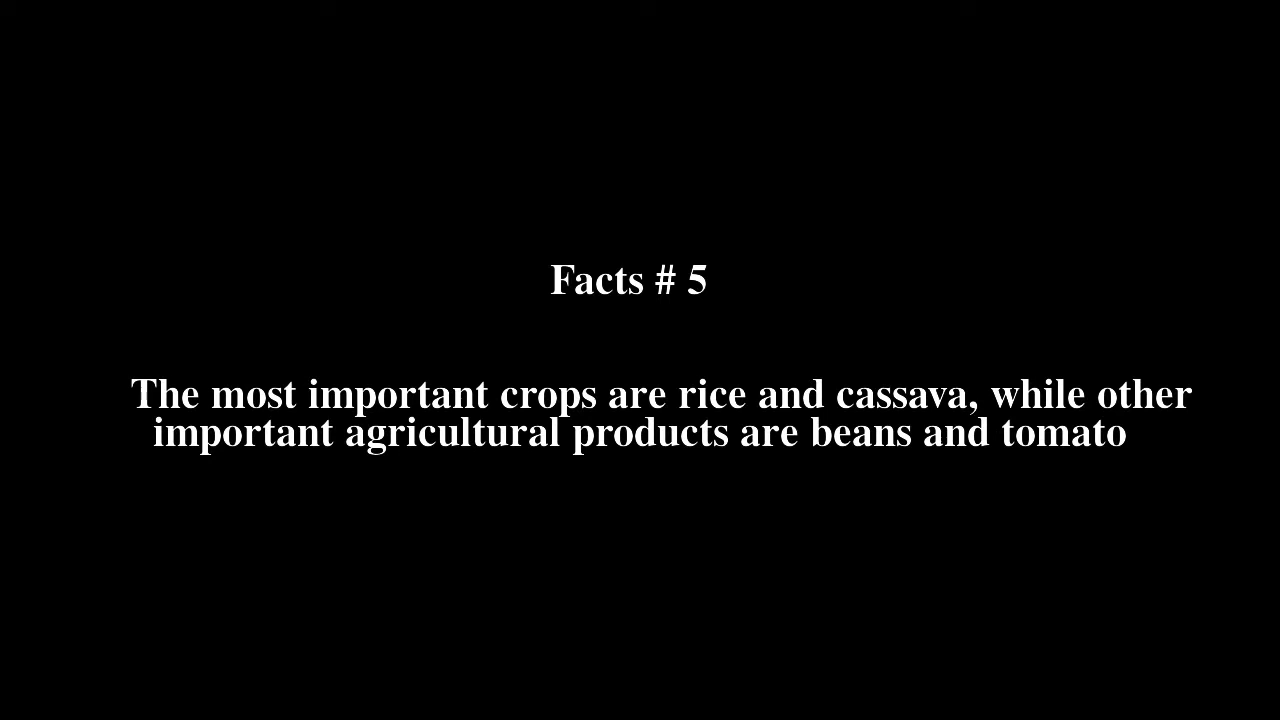 Facts # 5
The most important crops are rice and cassava, while other
important agricultural products are beans and tomato